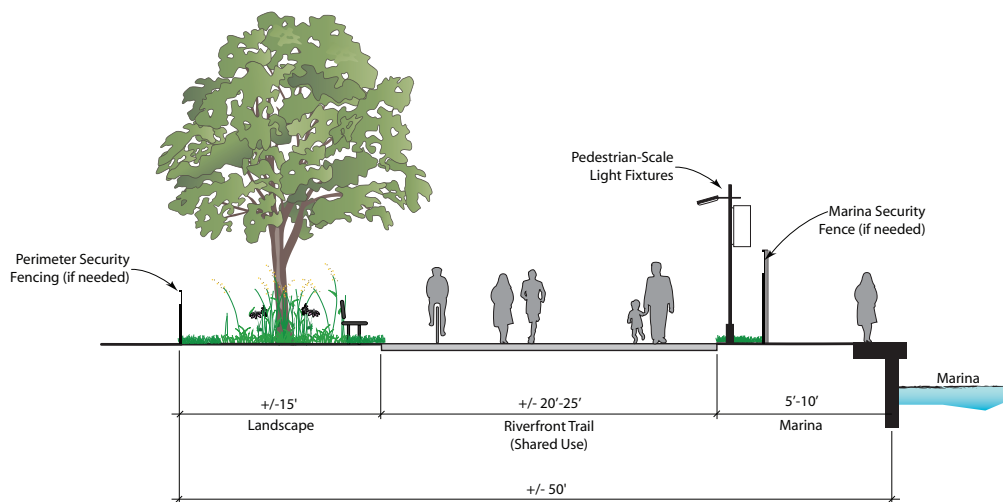 Pedestrian-Scale
Light Fixtures
Marina Security
Fence (if needed)
Perimeter Security
Fencing (if needed)
Marina
+/-15'
+/- 20'-25'
5'-10'
Landscape
Riverfront Trail
(Shared Use)
Marina
+/- 50'